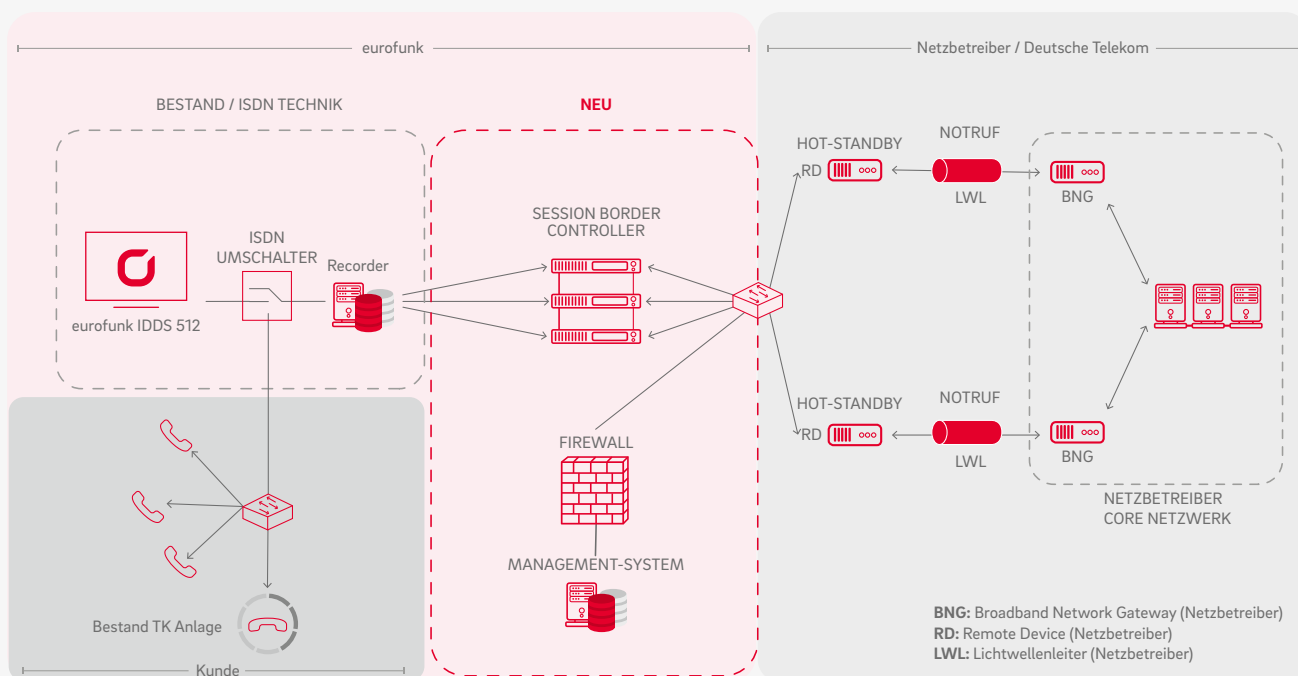 eurofunk
Netzbetreiber / Deutsche Telekom
BESTAND / ISDN TECHNIK
NEU
eurofunk IDDS 512
ISDN
UMSCHALTER
Recorder
SESSION BORDER
CONTROLLER
FIREWALL
MANAGEMENT-SYSTEM
HOT-STANDBY
RD
NOTRUF
LWL
BNG
HOT-STANDBY
RD
NOTRUF
LWL
BNG
NETZBETREIBER
CORE NETZWERK
Bestand TK Anlage
Kunde
BNG: Broadband Network Gateway (Netzbetreiber)
RD: Remote Device (Netzbetreiber)
LWL: Lichtwellenleiter (Netzbetreiber)